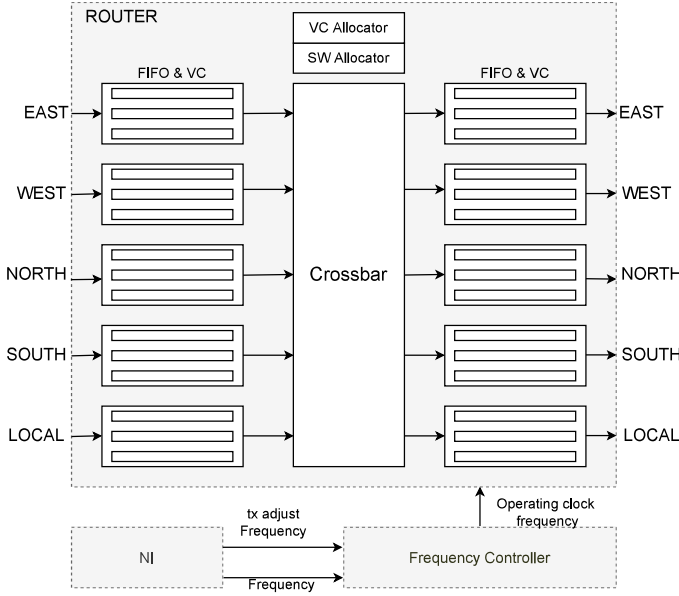 ROUTER
VC Allocator
SW Allocator
FIFO & VC
FIFO & VC
EAST
EAST
WEST
WEST
NORTH
Crossbar
NORTH
SOUTH
SOUTH
LOCAL
LOCAL
tx adjust
Frequency
Operating clock
frequency
NI
Frequency Controller
Frequency